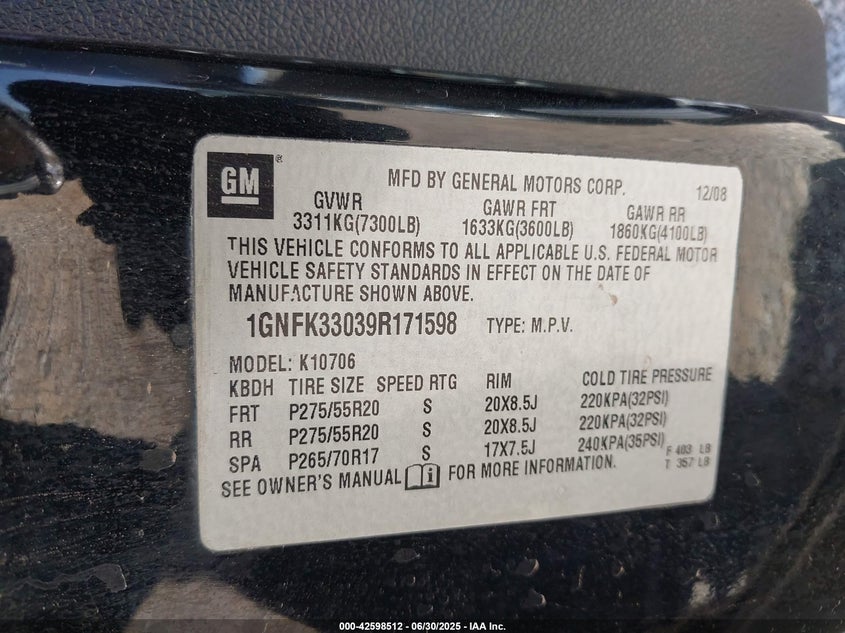 GM ®
MFD BY GENERAL MOTORS CORP. 12/08
GVWR GAWR FRT GAWR RR
3311KG(7300LB) 1633KG(3600LB) 1860KG(4100LB)
THIS VEHICLE CONFORMS TO ALL APPLICABLE U.S. FEDERAL MOTOR
VEHICLE SAFETY STANDARDS IN EFFECT ON THE DATE OF
MANUFACTURE SHOWN ABOVE.
1GNFK33039R171598 TYPE: M.P.V.
MODEL: K10706
KBDH TIRE SIZE SPEED RTG RIM COLD TIRE PRESSURE
FRT P275/55R20 S 20X8.5J 220KPA(32PSI)
RR P275/55R20 S 20X8.5J 220KPA(32PSI)
SPA P265/70R17 S 17X7.5J 240KPA(35PSI)
F 403 LB
T 357 LB
SEE OWNER'S MANUAL i FOR MORE INFORMATION.
000-42598512 - 06/30/2025 - IAA Inc.